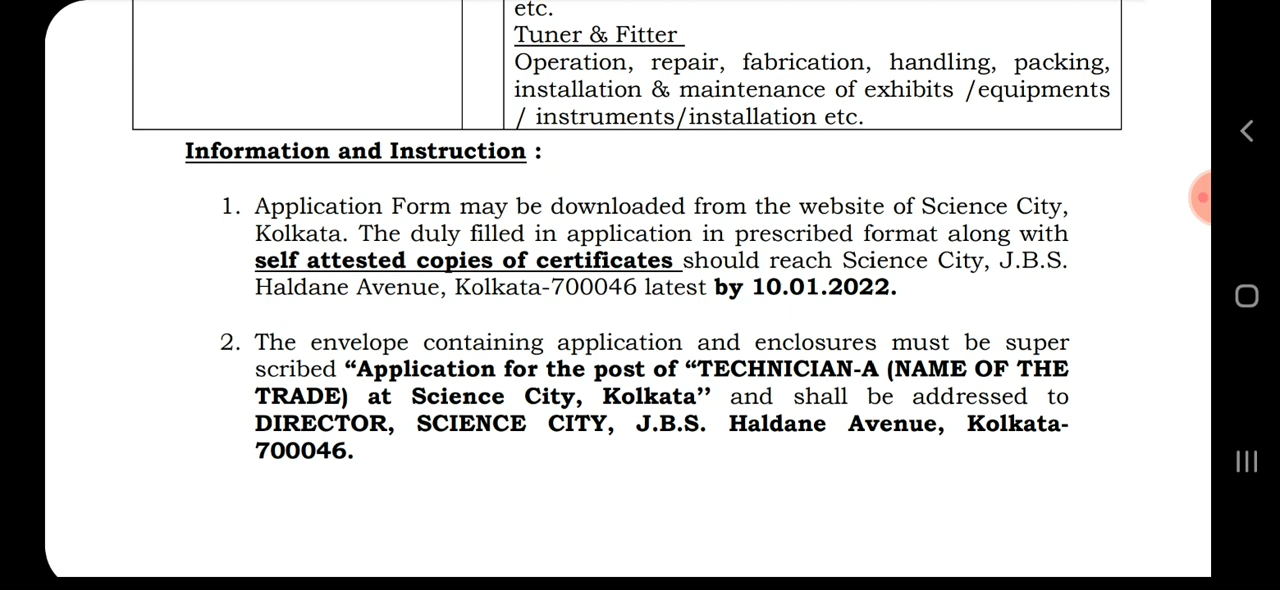 etc.
Tuner & Fitter
Operation, repair, fabrication, handling, packing,
installation & maintenance of exhibits /equipments
/ instruments/installation etc.
Information and Instruction :
1. Application Form may be downloaded from the website of Science City,
Kolkata. The duly filled in application in prescribed format along with
self attested copies of certificates should reach Science City, J.B.S.
Haldane Avenue, Kolkata-700046 latest by 10.01.2022.
2. The envelope containing application and enclosures must be super
scribed “Application for the post of “TECHNICIAN-A (NAME OF THE
TRADE) at Science City, Kolkata” and shall be addressed to
DIRECTOR, SCIENCE CITY, J.B.S. Haldane Avenue, Kolkata-
700046.